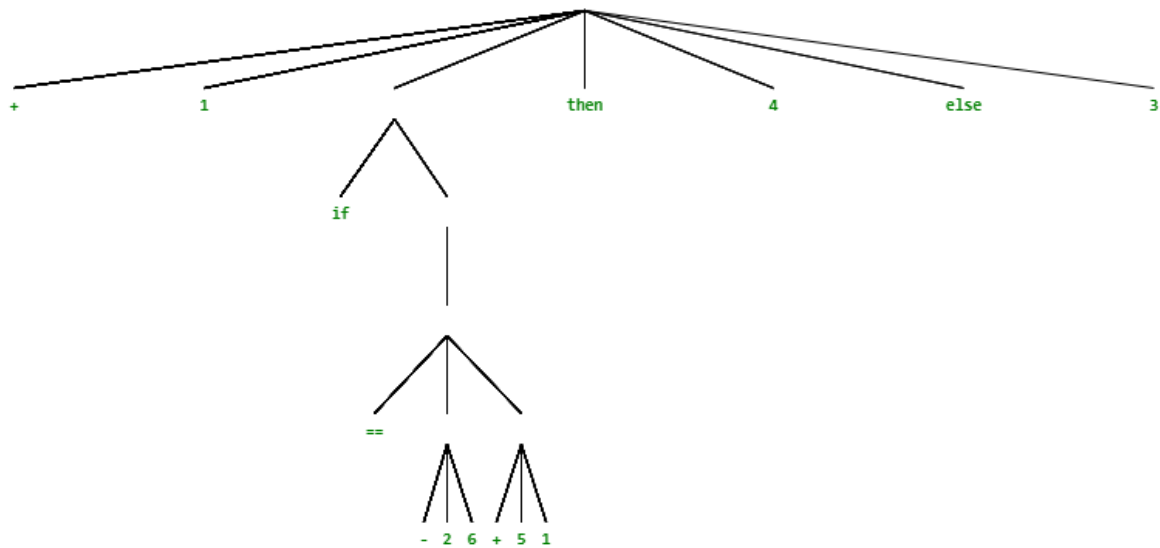 + 1 then 4 else 3
if
==
- 2 6 + 5 1